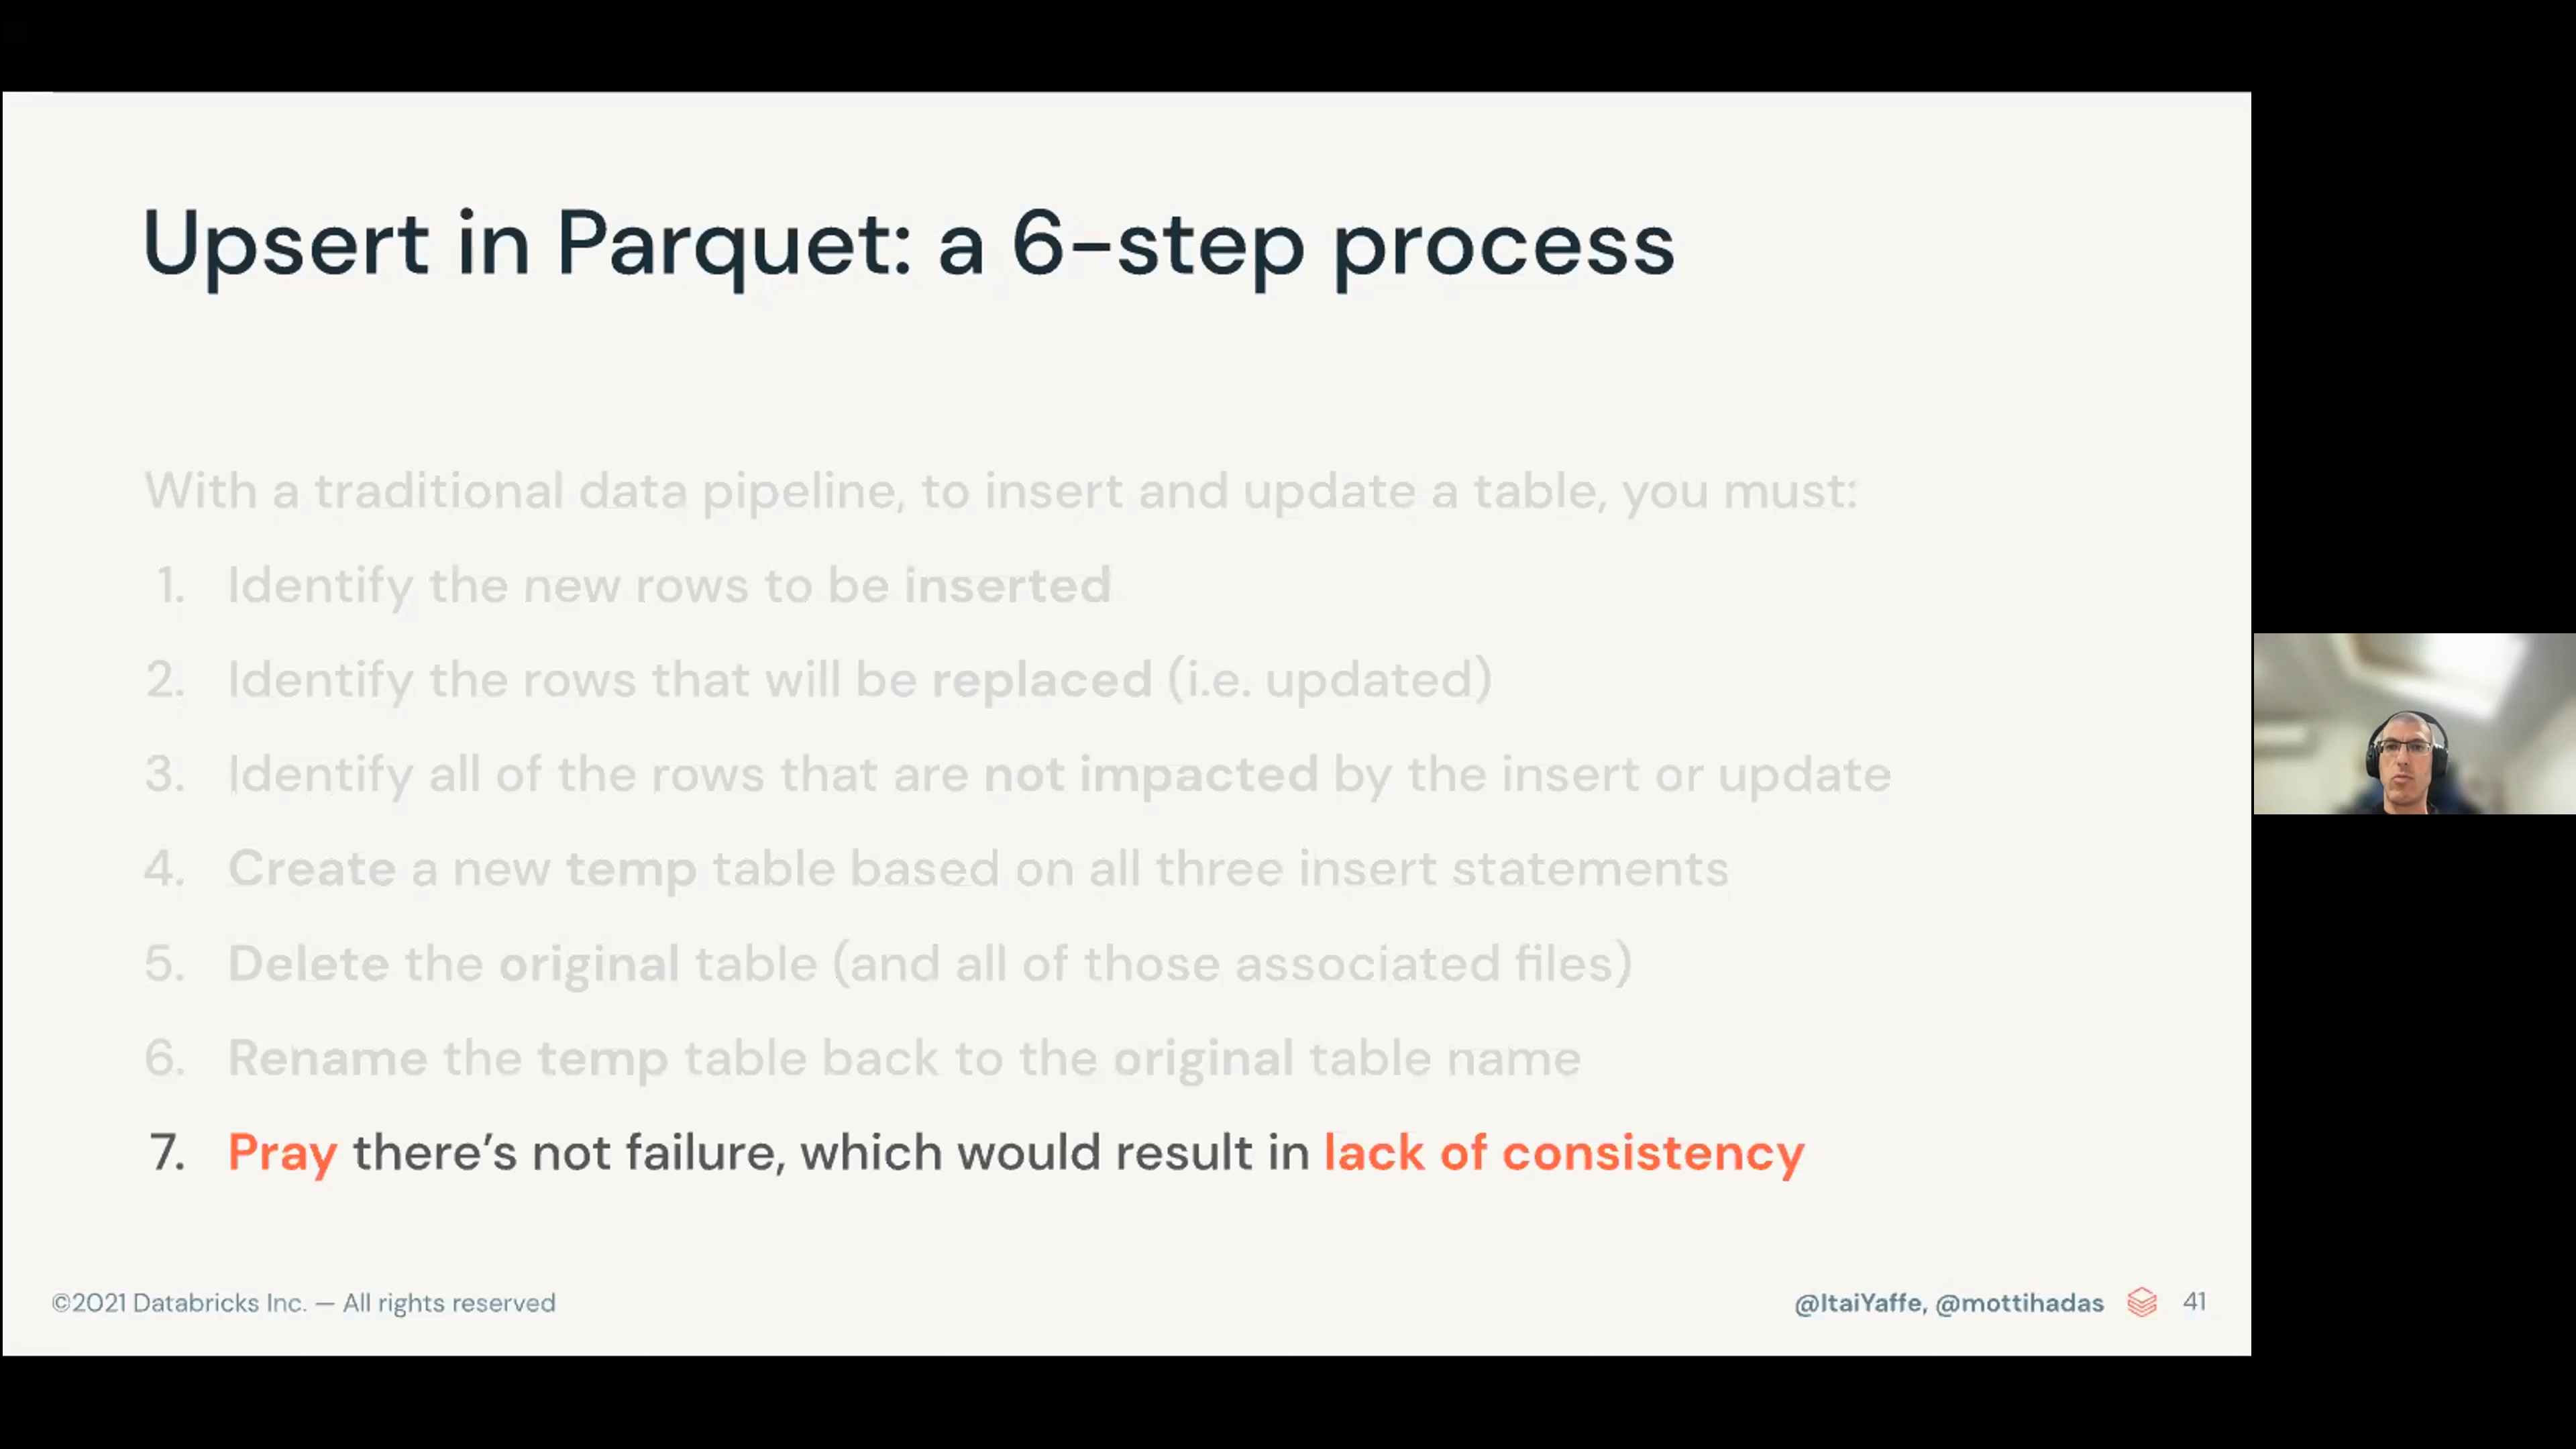 Upsert in Parquet: a 6-step process
With a traditional data pipeline, to insert and update a table, you must:
1. Identify the new rows to be inserted
2. Identify the rows that will be replaced (i.e. updated)
3. Identify all of the rows that are not impacted by the insert or update
4. Create a new temp table based on all three insert statements
5. Delete the original table (and all of those associated files)
6. Rename the temp table back to the original table name
7. Pray there's not failure, which would result in lack of consistency
©2021 Databricks Inc. — All rights reserved
@ItaiYaffe, @mottihadas 41